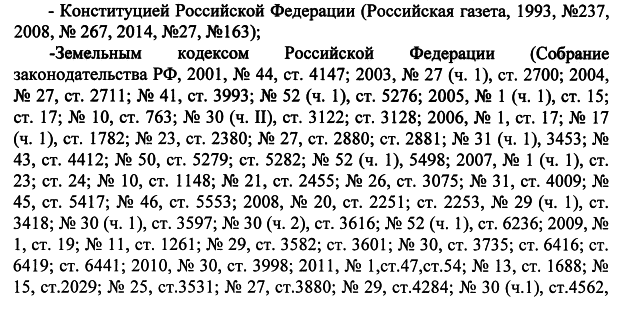 - Конституцией Российской Федерации (Российская газета, 1993, №237,
2008, № 267, 2014, №27, №163);
-Земельным кодексом Российской Федерации (Собрание
законодательства РФ, 2001, № 44, ст. 4147; 2003, № 27 (ч. 1), ст. 2700; 2004,
№ 27, ст. 2711; № 41, ст. 3993; № 52 (ч. 1), ст. 5276; 2005, № 1 (ч. 1), ст. 15;
ст. 17; № 10, ст. 763; № 30 (ч. II), ст. 3122; ст. 3128; 2006, № 1, ст. 17; № 17
(ч. 1), ст. 1782; № 23, ст. 2380; № 27, ст. 2880; ст. 2881; № 31 (ч. 1), 3453; №
43, ст. 4412; № 50, ст. 5279; ст. 5282; № 52 (ч. 1), 5498; 2007, № 1 (ч. 1), ст.
23; ст. 24; № 10, ст. 1148; № 21, ст. 2455; № 26, ст. 3075; № 31, ст. 4009; №
45, ст. 5417; № 46, ст. 5553; 2008, № 20, ст. 2251; ст. 2253, № 29 (ч. 1), ст.
3418; № 30 (ч. 1), ст. 3597; № 30 (ч. 2), ст. 3616; № 52 (ч. 1), ст. 6236; 2009, №
1, ст. 19; № 11, ст. 1261; № 29, ст. 3582; ст. 3601; № 30, ст. 3735; ст. 6416; ст.
6419; ст. 6441; 2010, № 30, ст. 3998; 2011, № 1,ст.47,ст.54; № 13, ст. 1688; №
15, ст.2029; № 25, ст.3531; № 27, ст.3880; № 29, ст.4284; № 30 (ч.1), ст.4562,